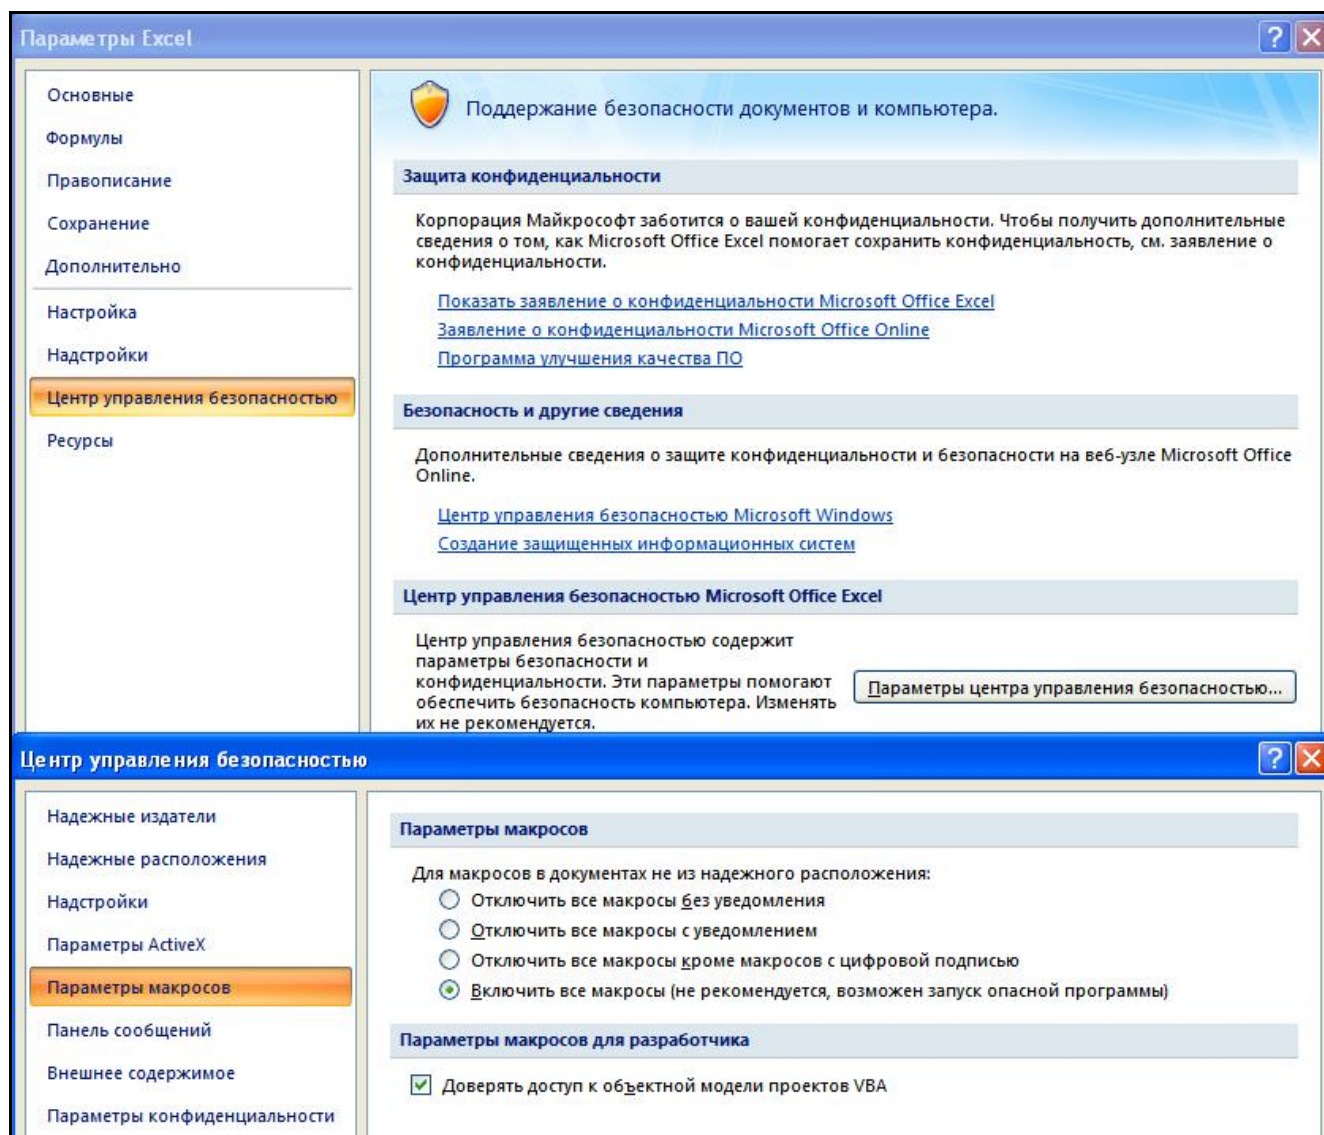 Параметры Excel
Основные
Формулы
Правописание
Сохранение
Дополнительно
Настройка
Надстройки
Центр управления безопасностью
Ресурсы
Поддержание безопасности документов и компьютера.
Защита конфиденциальности
Корпорация Майкрософт заботится о вашей конфиденциальности. Чтобы получить дополнительные
сведения о том, как Microsoft Office Excel помогает сохранить конфиденциальность, см. заявление о
конфиденциальности.
Показать заявление о конфиденциальности Microsoft Office Excel
Заявление о конфиденциальности Microsoft Office Online
Программа улучшения качества ПО
Безопасность и другие сведения
Дополнительные сведения о защите конфиденциальности и безопасности на веб-узле Microsoft Office
Online.
Центр управления безопасностью Microsoft Windows
Создание защищенных информационных систем
Центр управления безопасностью Microsoft Office Excel
Центр управления безопасностью содержит
параметры безопасности и
конфиденциальности. Эти параметры помогают
обеспечить безопасность компьютера. Изменять
их не рекомендуется.
Параметры центра управления безопасностью...
Центр управления безопасностью
Надежные издатели
Надежные расположения
Надстройки
Параметры ActiveX
Параметры макросов
Панель сообщений
Внешнее содержимое
Параметры конфиденциальности
Параметры макросов
Для макросов в документах не из надежного расположения:
Отключить все макросы без уведомления
Отключить все макросы с уведомлением
Отключить все макросы кроме макросов с цифровой подписью
Включить все макросы (не рекомендуется, возможен запуск опасной программы)
Параметры макросов для разработчика
Доверять доступ к объектной модели проектов VBA